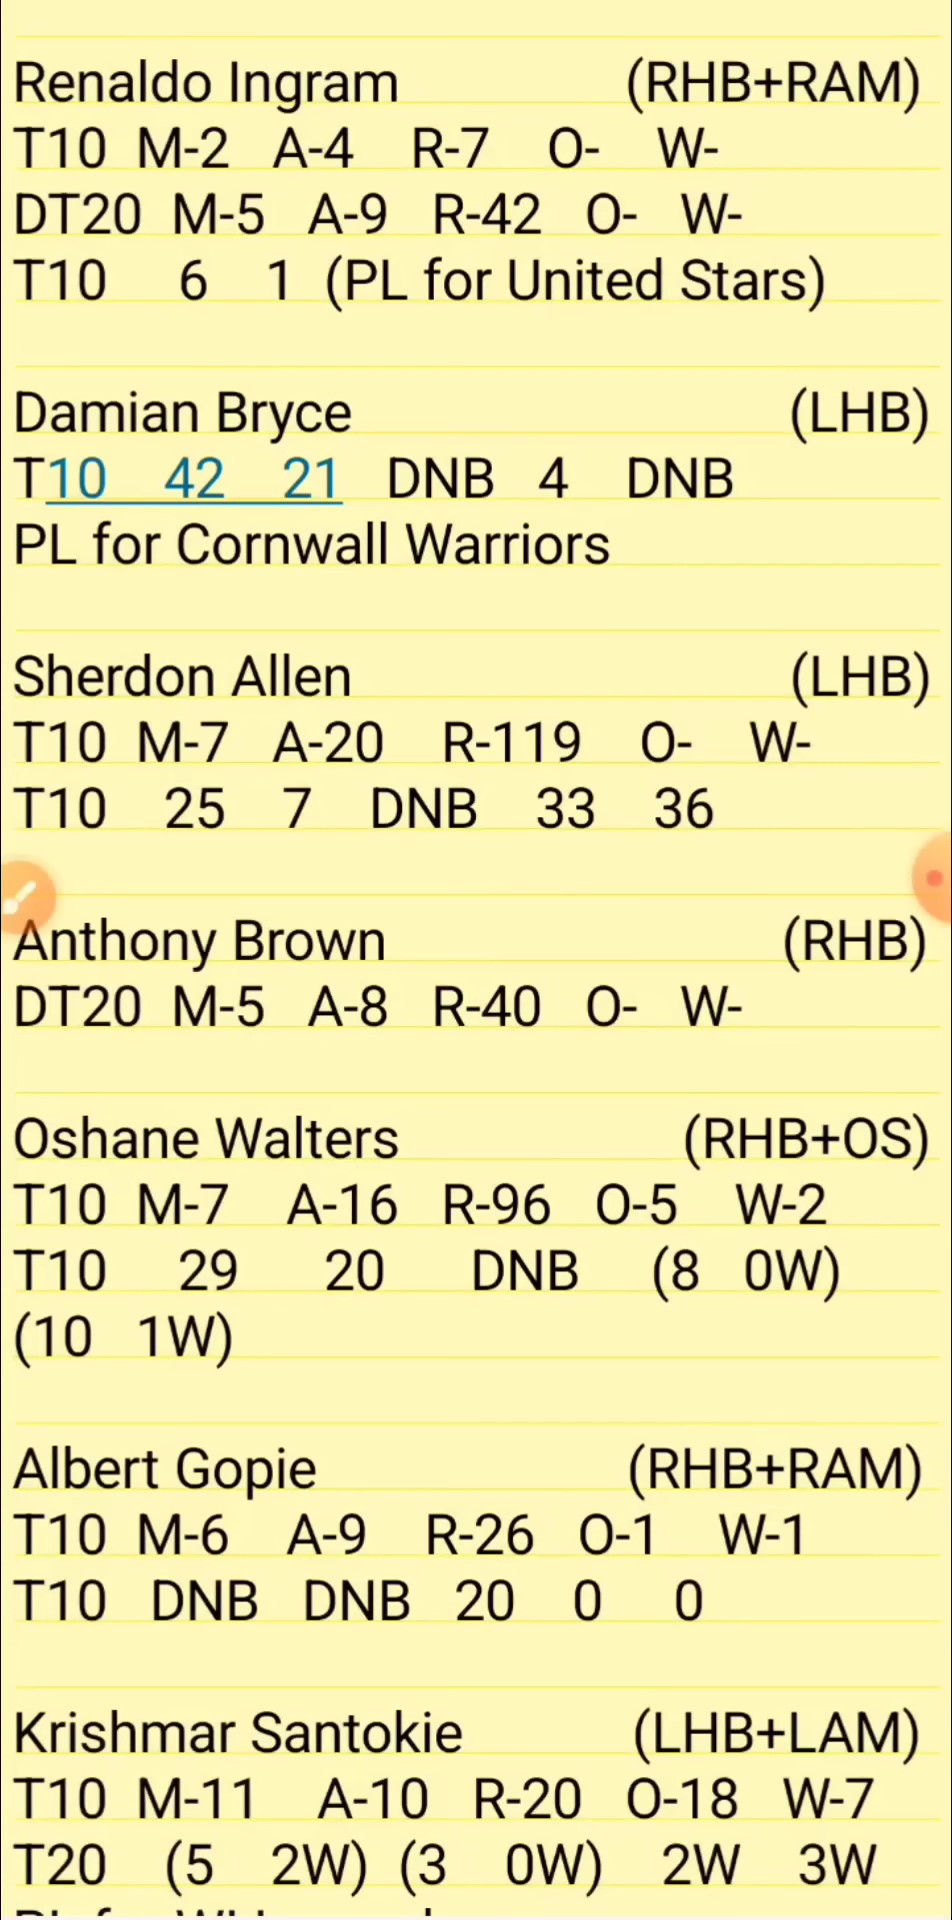 Renaldo Ingram (RHB+RAM)
T10 M-2 A-4 R-7 O- W-
DT20 M-5 A-9 R-42 O- W-
T10 6 1 (PL for United Stars)
Damian Bryce (LHB)
T10 42 21 DNB 4 DNB
PL for Cornwall Warriors
Sherdon Allen (LHB)
T10 M-7 A-20 R-119 O- W-
T10 25 7 DNB 33 36
Anthony Brown (RHB)
DT20 M-5 A-8 R-40 O- W-
Oshane Walters (RHB+OS)
T10 M-7 A-16 R-96 O-5 W-2
T10 29 20 DNB (8 0W)
(10 1W)
Albert Gopie (RHB+RAM)
T10 M-6 A-9 R-26 O-1 W-1
T10 DNB DNB 20 0 0
Krishmar Santokie (LHB+LAM)
T10 M-11 A-10 R-20 O-18 W-7
T20 (5 2W) (3 0W) 2W 3W